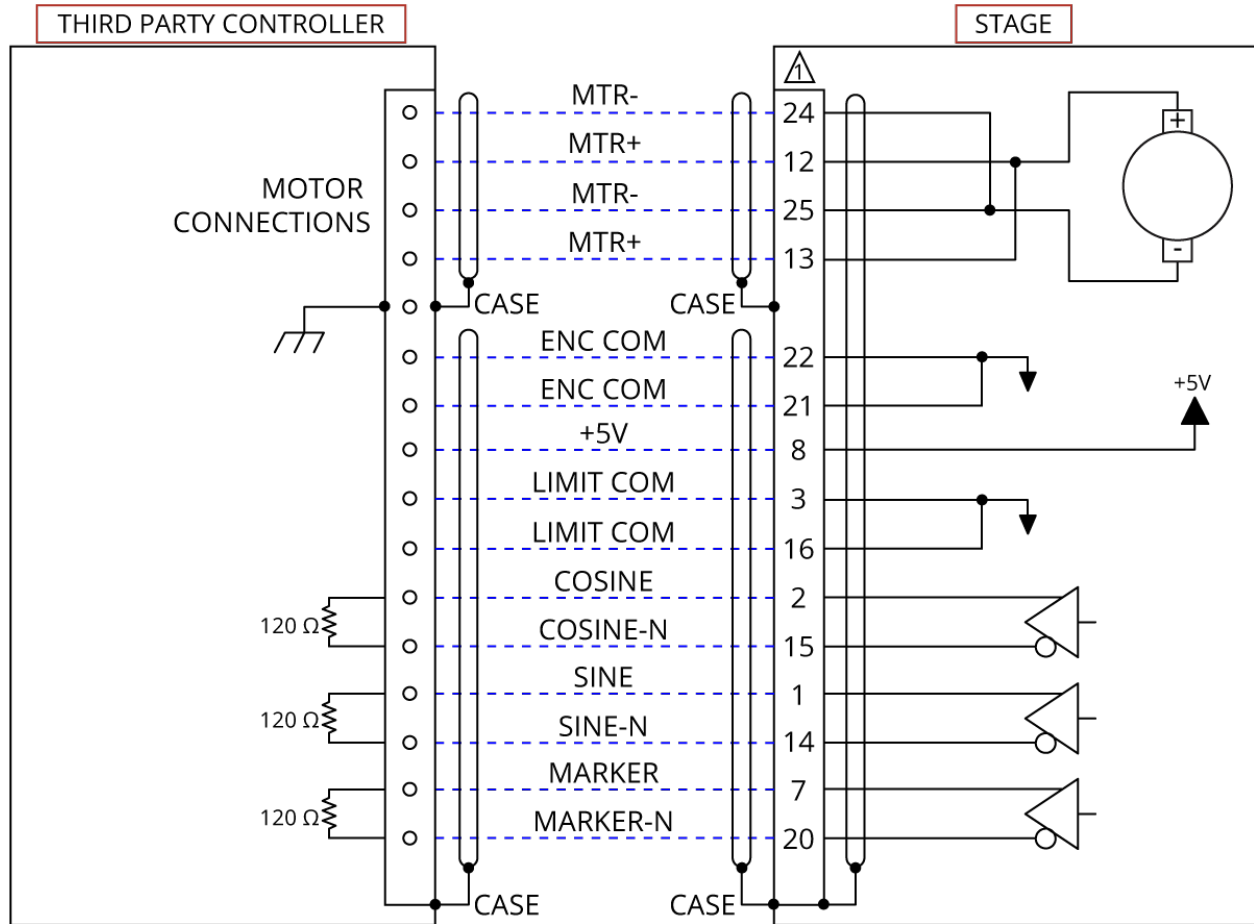 THIRD PARTY CONTROLLER
STAGE
1
MTR-
24
+
MTR+
12
MOTOR
CONNECTIONS
MTR-
25
MTR+
13
-
CASE
CASE
ENC COM
22
ENC COM
21
+5V
+5V
8
LIMIT COM
3
LIMIT COM
16
COSINE
2
120 Ω
COSINE-N
15
SINE
1
120 Ω
SINE-N
14
MARKER
7
120 Ω
MARKER-N
20
CASE
CASE